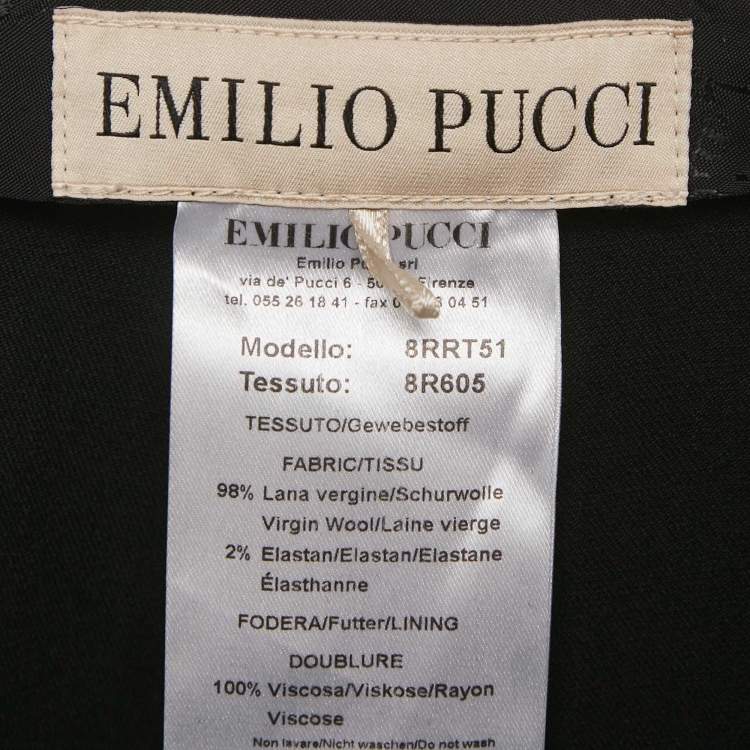 EMILIO PUCCI
EMILIO PUCCI
Emilio srl
via de' Pucci 6 - Firenze
tel. 055 26 18 41 - fax 04 51
Modello: 8RRT51
Tessuto: 8R605
TESSUTO/Gewebestoff
FABRIC/TISSU
98% Lana vergine/Schurwolle
Virgin Wool/Laine vierge
2% Elastan/Elastan/Elastane
Élasthanne
FODERA/Futter/LINING
DOUBLURE
100% Viscosa/Viskose/Rayon
Viscose
Non lavare/Nicht waschen/Do not wash